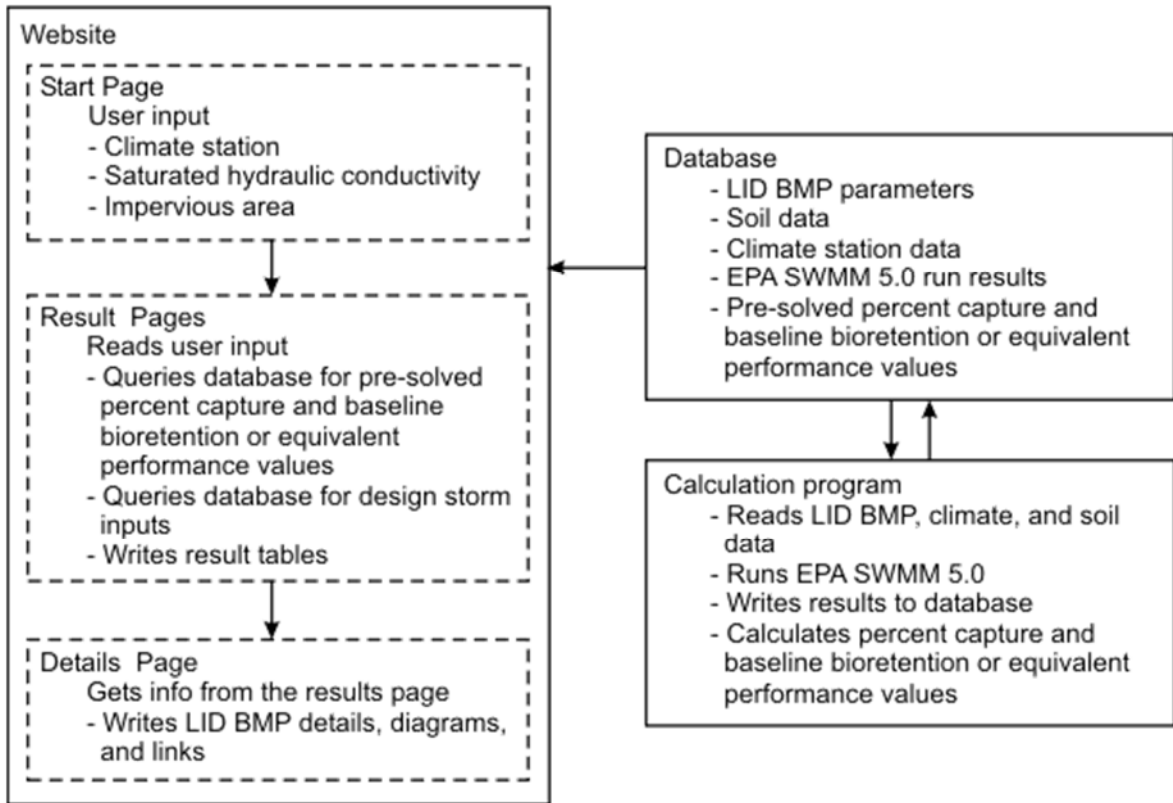 Website
Start Page
User input
- Climate station
- Saturated hydraulic conductivity
- Impervious area
Result Pages
Reads user input
- Queries database for pre-solved
percent capture and baseline
bioretention or equivalent
performance values
- Queries database for design storm
inputs
- Writes result tables
Details Page
Gets info from the results page
- Writes LID BMP details, diagrams,
and links
Database
- LID BMP parameters
- Soil data
- Climate station data
- EPA SWMM 5.0 run results
- Pre-solved percent capture and
baseline bioretention or equivalent
performance values
Calculation program
- Reads LID BMP, climate, and soil
data
- Runs EPA SWMM 5.0
- Writes results to database
- Calculates percent capture and
baseline bioretention or equivalent
performance values